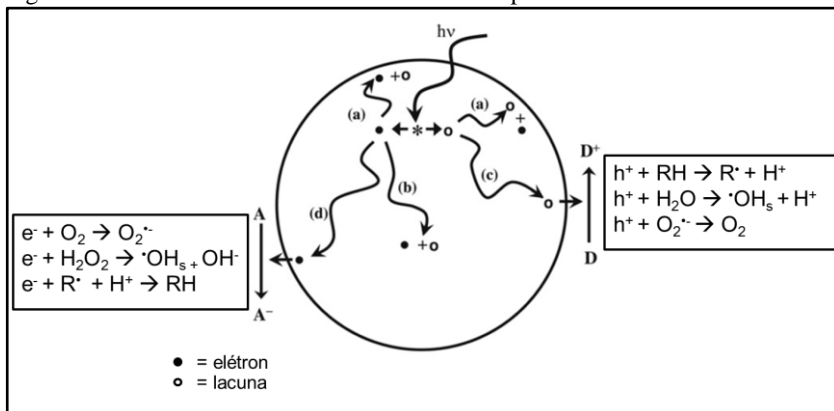 hν
+o
(a)
(a)
o
+
* o
(b)
(c)
(d)
+o
o
D⁺
D
h⁺ + RH → R• + H⁺
h⁺ + H₂O → •OHₛ + H⁺
h⁺ + O₂•⁻ → O₂
A
A⁻
e⁻ + O₂ → O₂•⁻
e⁻ + H₂O₂ → •OHₛ + OH⁻
e⁻ + R• + H⁺ → RH
● = elétron
o = lacuna